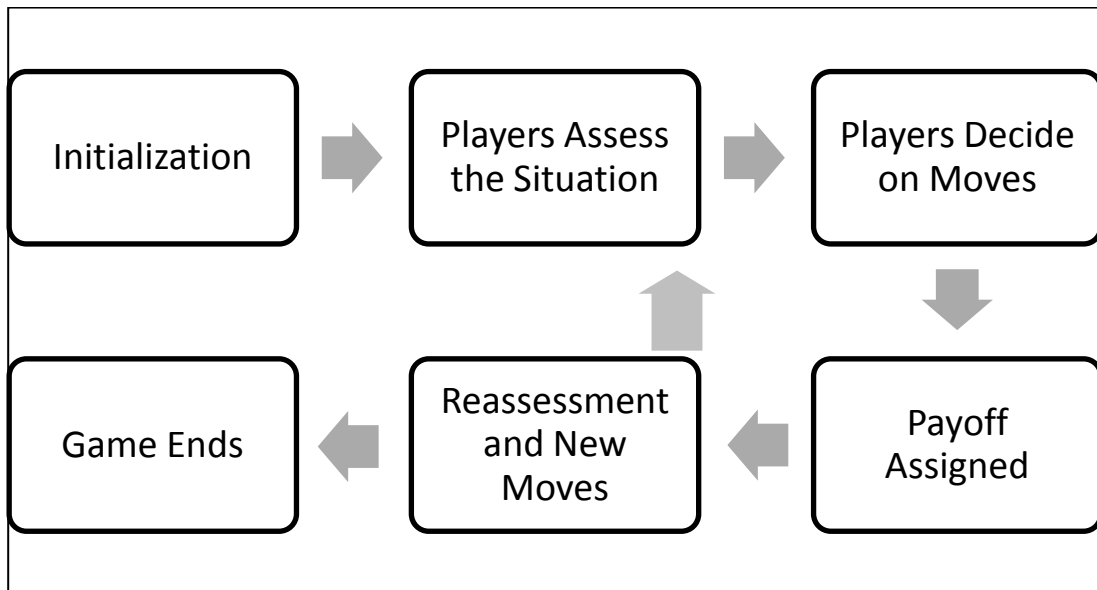 Initialization
Players Assess
the Situation
Players Decide
on Moves
Game Ends
Reassessment
and New
Moves
Payoff
Assigned